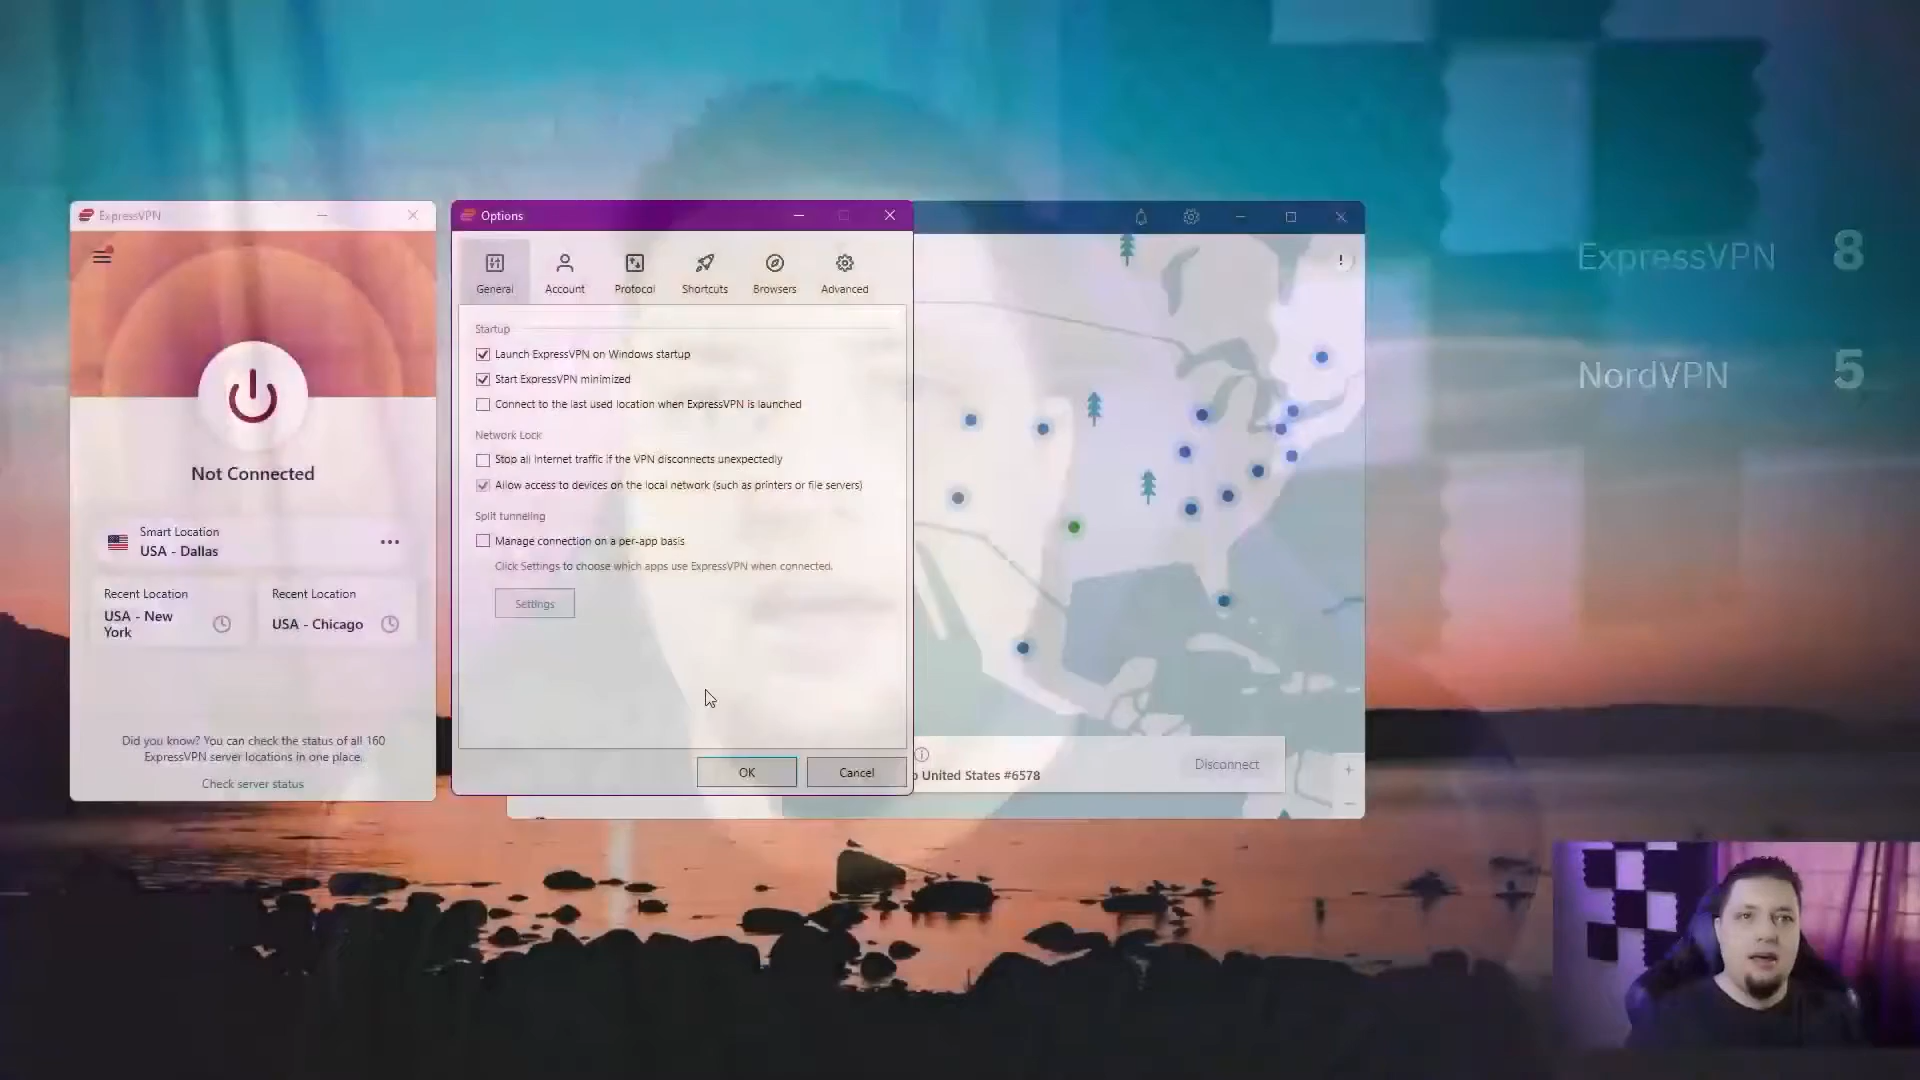 ExpressVPN
Not Connected
Smart Location
USA - Dallas
Recent Location
USA - New
York
Recent Location
USA - Chicago
Did you know? You can check the status of all 160
ExpressVPN server locations in one place.
Check server status
Options
General
Account
Protocol
Shortcuts
Browsers
Advanced
Startup
Launch ExpressVPN on Windows startup
Start ExpressVPN minimized
Connect to the last used location when ExpressVPN is launched
Network Lock
Stop all internet traffic if the VPN disconnects unexpectedly
Allow access to devices on the local network (such as printers or file servers)
Split tunneling
Manage connection on a per-app basis
Click Settings to choose which apps use ExpressVPN when connected.
Settings
OK
Cancel
United States #6578
Disconnect
ExpressVPN 8
NordVPN 5